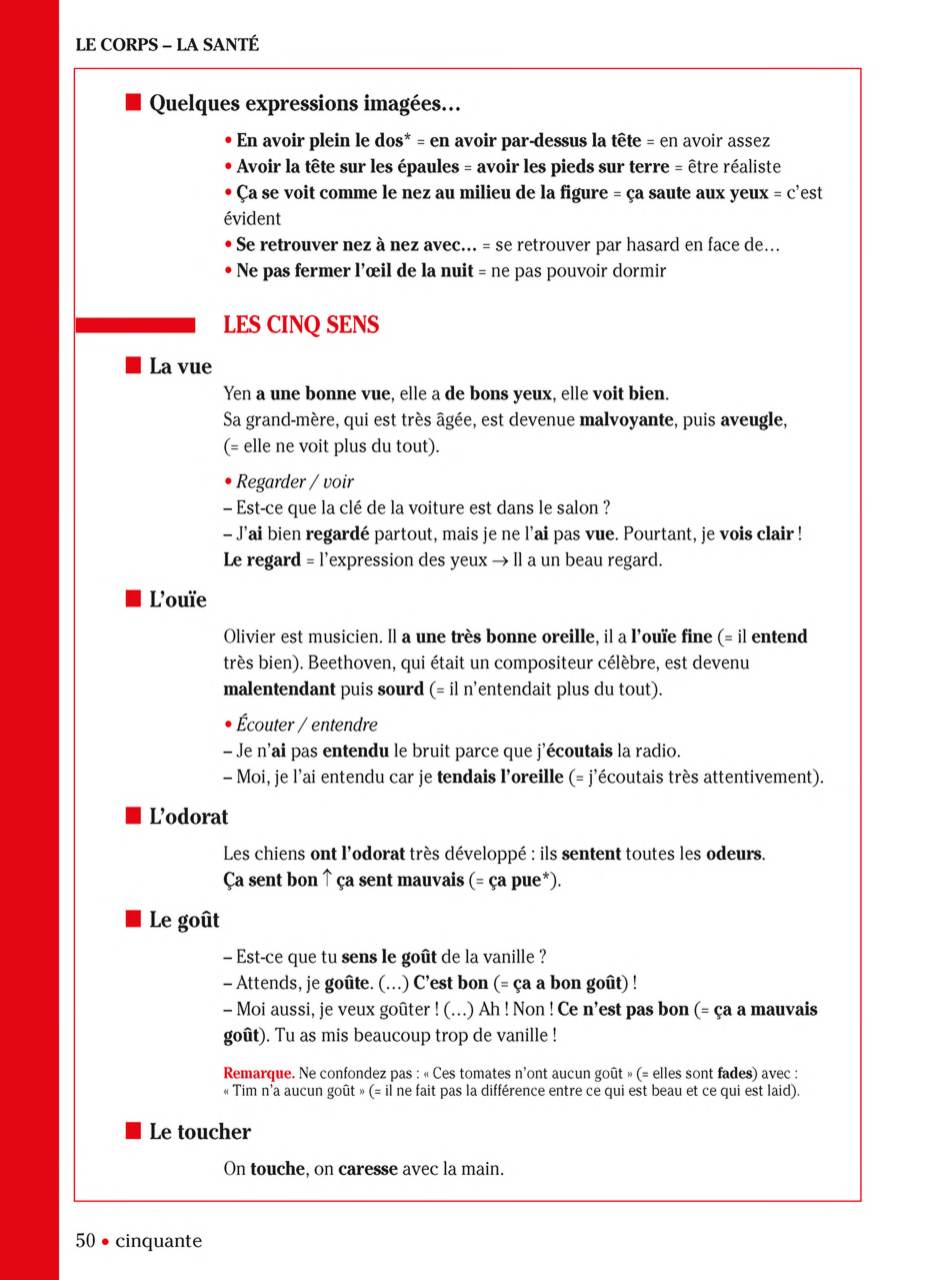 LE CORPS – LA SANTÉ
■ Quelques expressions imagées…
• En avoir plein le dos* = en avoir par-dessus la tête = en avoir assez
• Avoir la tête sur les épaules = avoir les pieds sur terre = être réaliste
• Ça se voit comme le nez au milieu de la figure = ça saute aux yeux = c’est
évident
• Se retrouver nez à nez avec… = se retrouver par hasard en face de…
• Ne pas fermer l’œil de la nuit = ne pas pouvoir dormir
LES CINQ SENS
■ La vue
Yen a une bonne vue, elle a de bons yeux, elle voit bien.
Sa grand-mère, qui est très âgée, est devenue malvoyante, puis aveugle,
(= elle ne voit plus du tout).
• Regarder / voir
– Est-ce que la clé de la voiture est dans le salon ?
– J’ai bien regardé partout, mais je ne l’ai pas vue. Pourtant, je vois clair !
Le regard = l’expression des yeux → Il a un beau regard.
■ L’ouïe
Olivier est musicien. Il a une très bonne oreille, il a l’ouïe fine (= il entend
très bien). Beethoven, qui était un compositeur célèbre, est devenu
malentendant puis sourd (= il n’entendait plus du tout).
• Écouter / entendre
– Je n’ai pas entendu le bruit parce que j’écoutais la radio.
– Moi, je l’ai entendu car je tendais l’oreille (= j’écoutais très attentivement).
■ L’odorat
Les chiens ont l’odorat très développé : ils sentent toutes les odeurs.
Ça sent bon ↑ ça sent mauvais (= ça pue*).
■ Le goût
– Est-ce que tu sens le goût de la vanille ?
– Attends, je goûte. (…) C’est bon (= ça a bon goût) !
– Moi aussi, je veux goûter ! (…) Ah ! Non ! Ce n’est pas bon (= ça a mauvais
goût). Tu as mis beaucoup trop de vanille !
Remarque. Ne confondez pas : « Ces tomates n’ont aucun goût » (= elles sont fades) avec :
« Tim n’a aucun goût » (= il ne fait pas la différence entre ce qui est beau et ce qui est laid).
■ Le toucher
On touche, on caresse avec la main.
50 • cinquante